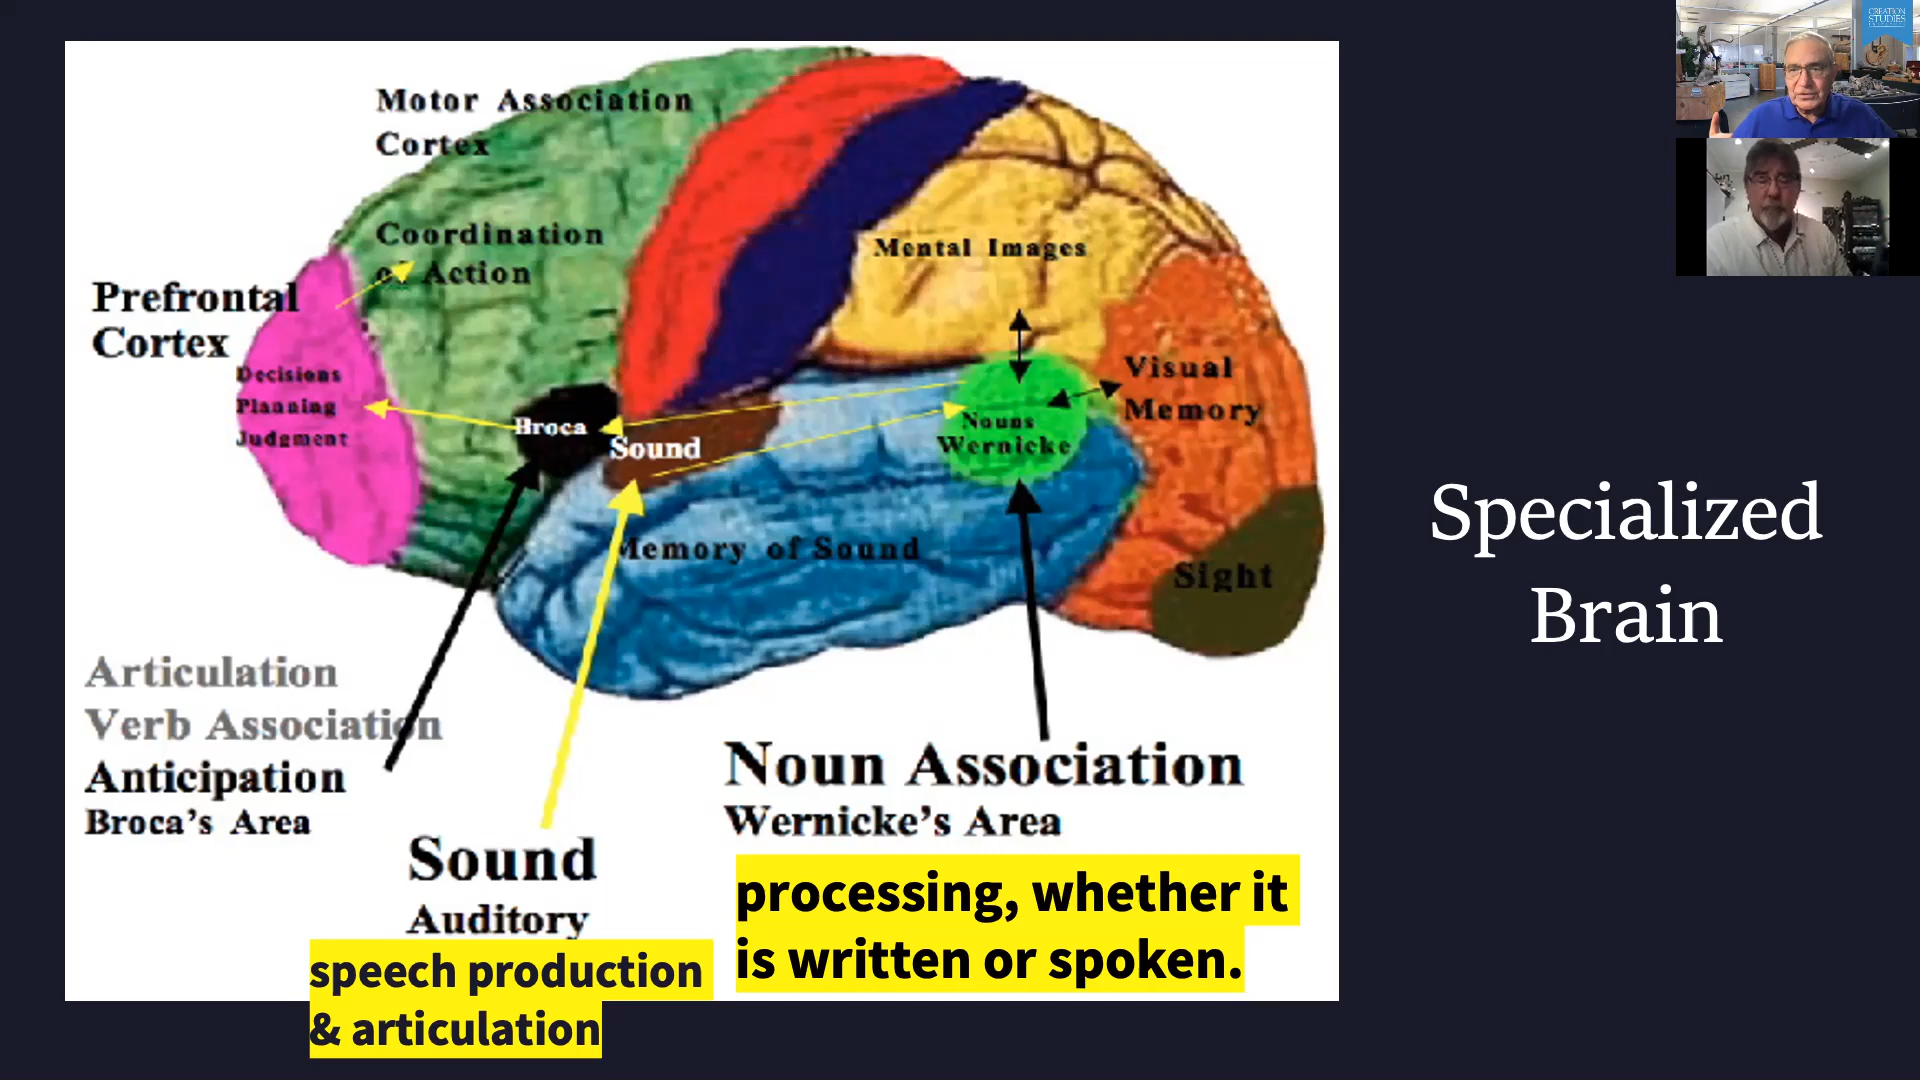 CREATION
STUDIES
Motor Association
Cortex
Coordination
of Action
Prefrontal
Cortex
Decisions
Planning
Judgment
Mental Images
Visual
Memory
Broca
Sound
Nouns
Wernicke
Memory of Sound
Sight
Articulation
Verb Association
Anticipation
Broca's Area
Sound
Auditory
speech production
& articulation
Noun Association
Wernicke's Area
processing, whether it
is written or spoken.
Specialized
Brain